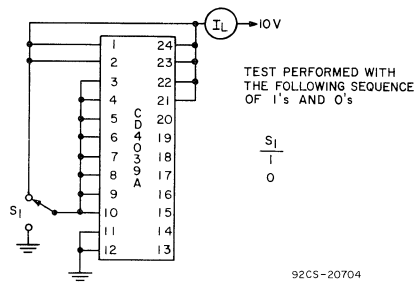 I_L 10 V
1 24
2 23
3 22
4 21
5 20
6 19
7 18
8 17
9 16
10 15
11 14
12 13
CD4039A
S1
TEST PERFORMED WITH
THE FOLLOWING SEQUENCE
OF 1's AND 0's
S1
1
0
92CS-20704